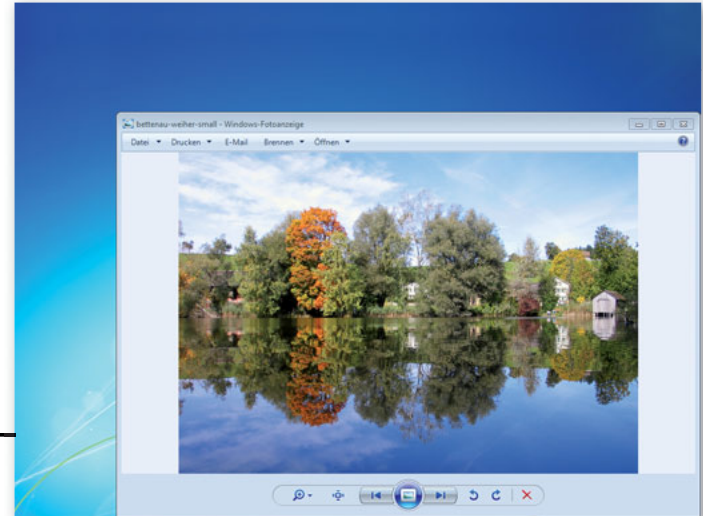 bettenau-weiher-small - Windows-Fotoanzeige
Datei Drucken E-Mail Brennen Öffnen